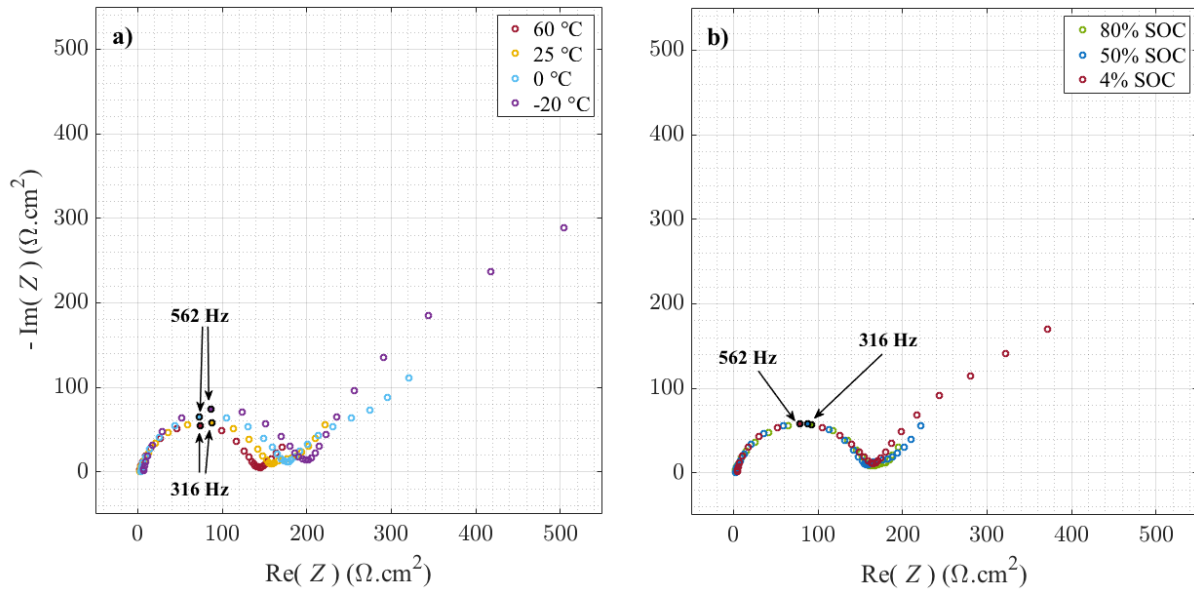 a)
60 °C
25 °C
0 °C
-20 °C
562 Hz
316 Hz
500
400
300
200
100
0
0 100 200 300 400 500
- Im( Z ) (Ω.cm²)
Re( Z ) (Ω.cm²)
b)
80% SOC
50% SOC
4% SOC
562 Hz
316 Hz
500
400
300
200
100
0
0 100 200 300 400 500
Re( Z ) (Ω.cm²)